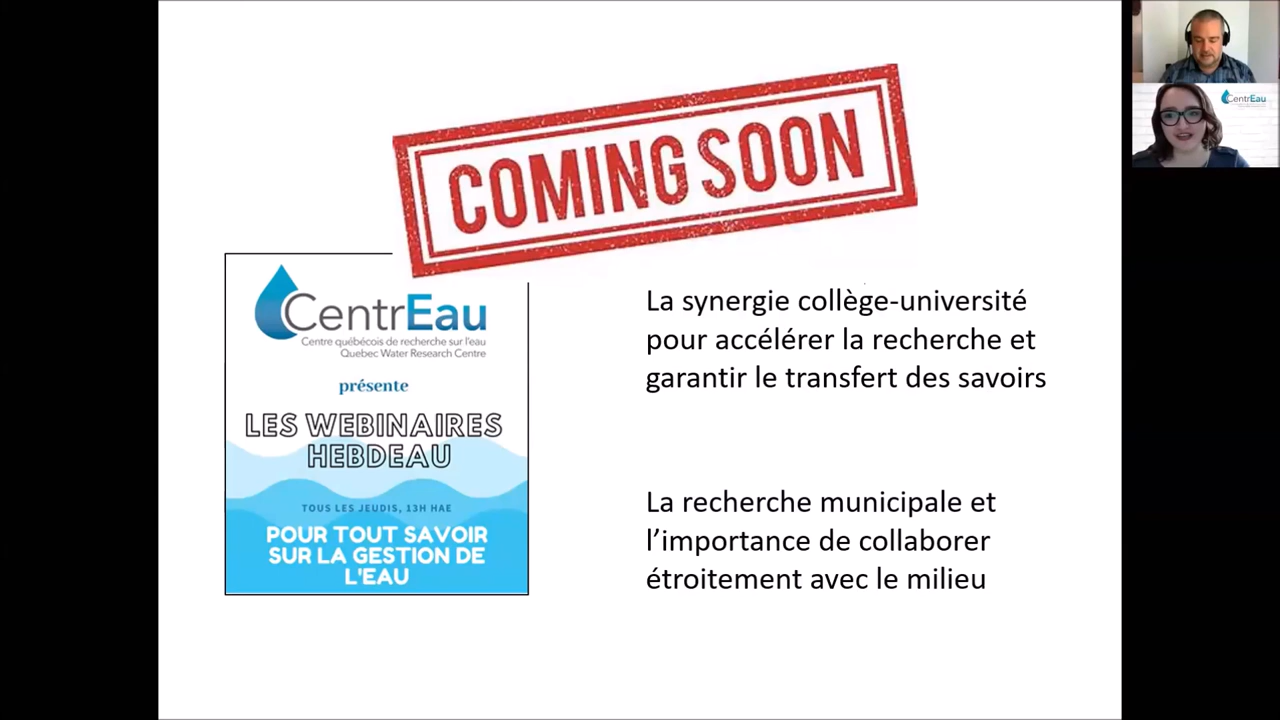 COMING SOON
CentrEau
Centre québécois de recherche sur l'eau
Quebec Water Research Centre
présente
LES WEBINAIRES
HEBDEAU
TOUS LES JEUDIS, 13H HAE
POUR TOUT SAVOIR
SUR LA GESTION DE
L'EAU
La synergie collège-université
pour accélérer la recherche et
garantir le transfert des savoirs
La recherche municipale et
l’importance de collaborer
étroitement avec le milieu
CentrEau